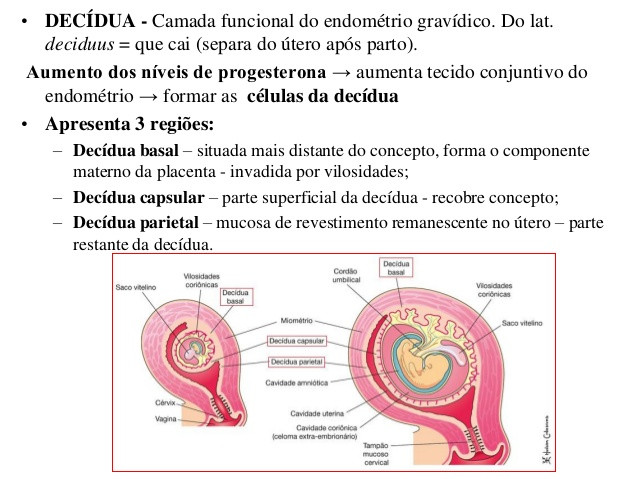 • DECÍDUA - Camada funcional do endométrio gravídico. Do lat.
deciduus = que cai (separa do útero após parto).
Aumento dos níveis de progesterona → aumenta tecido conjuntivo do
endométrio → formar as células da decídua
• Apresenta 3 regiões:
– Decídua basal – situada mais distante do concepto, forma o componente
materno da placenta - invadida por vilosidades;
– Decídua capsular – parte superficial da decídua - recobre concepto;
– Decídua parietal – mucosa de revestimento remanescente no útero – parte
restante da decídua.
Saco vitelino
Vilosidades
coriônicas
Decídua
basal
Cordão
umbilical
Decídua
basal
Vilosidades
coriônicas
Saco vitelino
Miométrio
Decídua capsular
Decídua parietal
Cavidade amniótica
Cérvix
Vagina
Cavidade uterina
Cavidade coriônica
(celoma extra-embrionário)
Tampão
mucoso
cervical